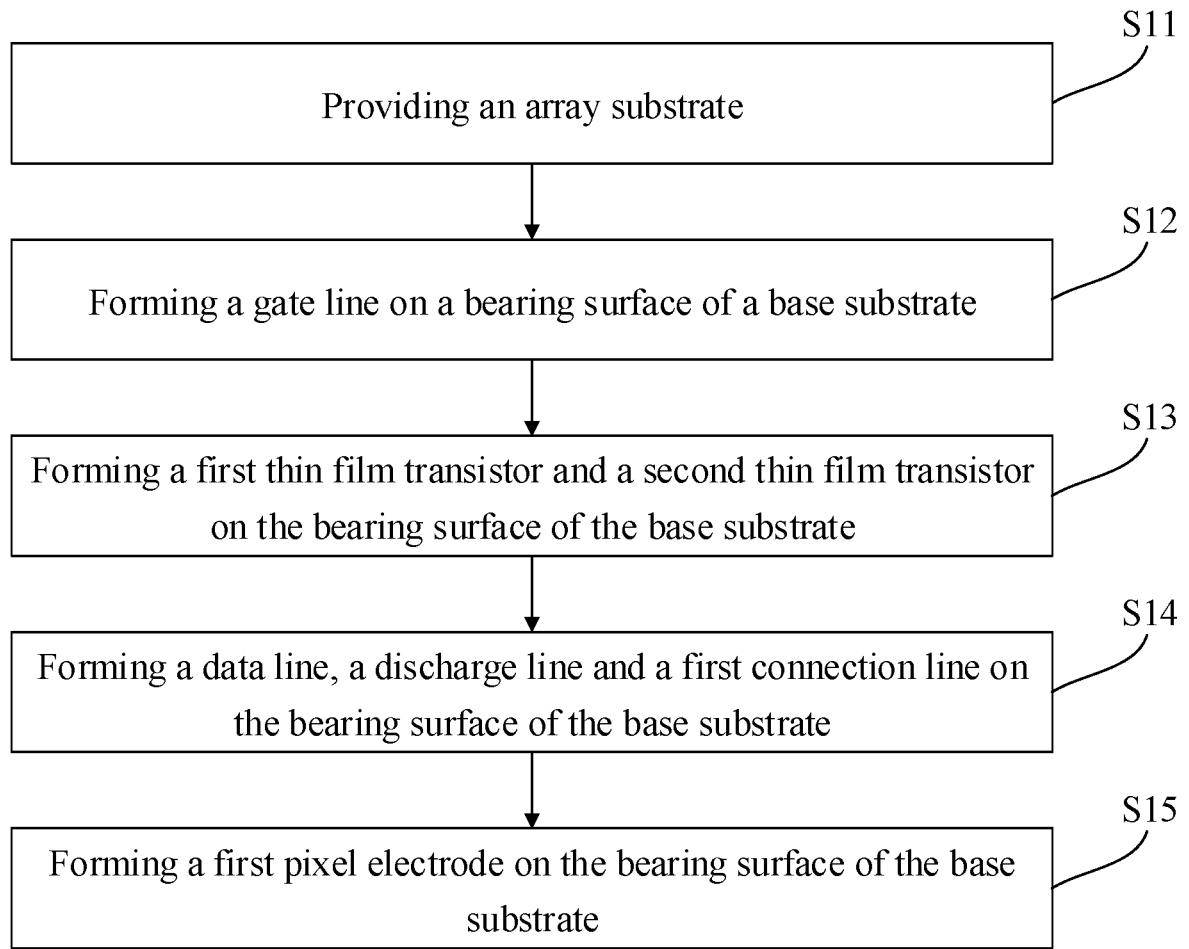 S11
Providing an array substrate
S12
Forming a gate line on a bearing surface of a base substrate
S13
Forming a first thin film transistor and a second thin film transistor
on the bearing surface of the base substrate
S14
Forming a data line, a discharge line and a first connection line on
the bearing surface of the base substrate
S15
Forming a first pixel electrode on the bearing surface of the base
substrate